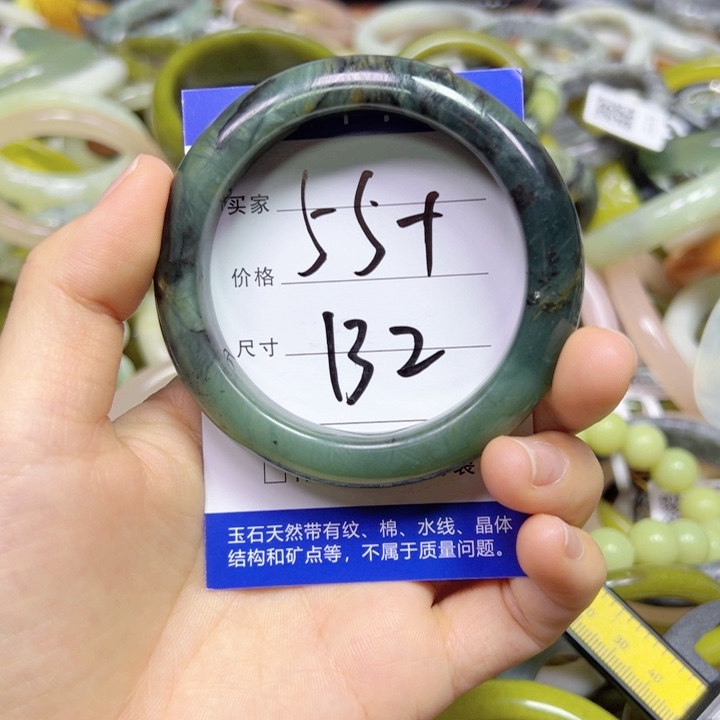 买家
55+
价格
尺寸
132
玉石天然带有纹、棉、水线、晶体
结构和矿点等，不属于质量问题。